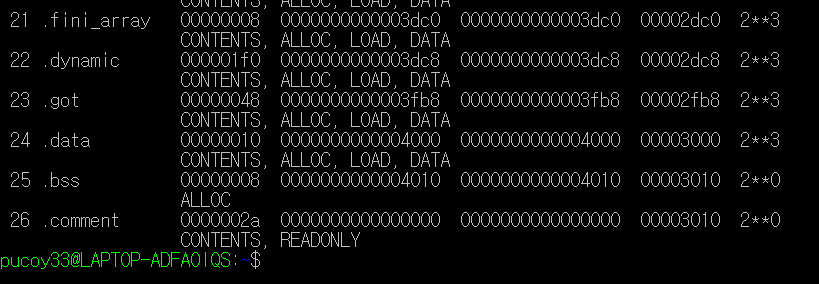 CONTENTS, ALLOC, LOAD, DATA
21 .fini_array 00000008 0000000000003dc0 0000000000003dc0 00002dc0 2**3
CONTENTS, ALLOC, LOAD, DATA
22 .dynamic 000001f0 0000000000003dc8 0000000000003dc8 00002dc8 2**3
CONTENTS, ALLOC, LOAD, DATA
23 .got 00000048 0000000000003fb8 0000000000003fb8 00002fb8 2**3
CONTENTS, ALLOC, LOAD, DATA
24 .data 00000010 0000000000004000 0000000000004000 00003000 2**3
CONTENTS, ALLOC, LOAD, DATA
25 .bss 00000008 0000000000004010 0000000000004010 00003010 2**0
ALLOC
26 .comment 0000002a 0000000000000000 0000000000000000 00003010 2**0
CONTENTS, READONLY
pucoy33@LAPTOP-ADFAOIQS:~$